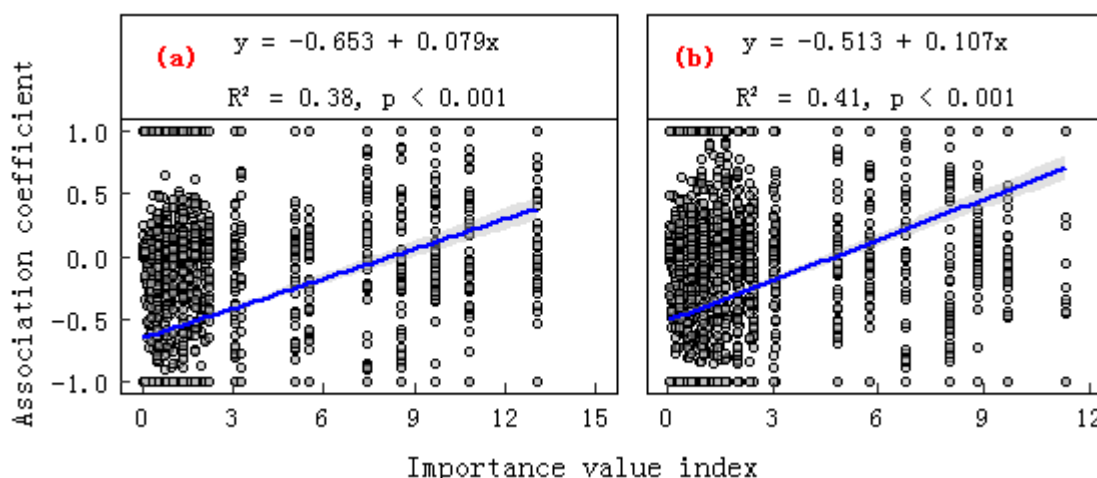 (a) y = -0.653 + 0.079x
R² = 0.38, p < 0.001
(b) y = -0.513 + 0.107x
R² = 0.41, p < 0.001
Association coefficient
1.0
0.5
0.0
-0.5
-1.0
0 3 6 9 12 15
0 3 6 9 12
Importance value index